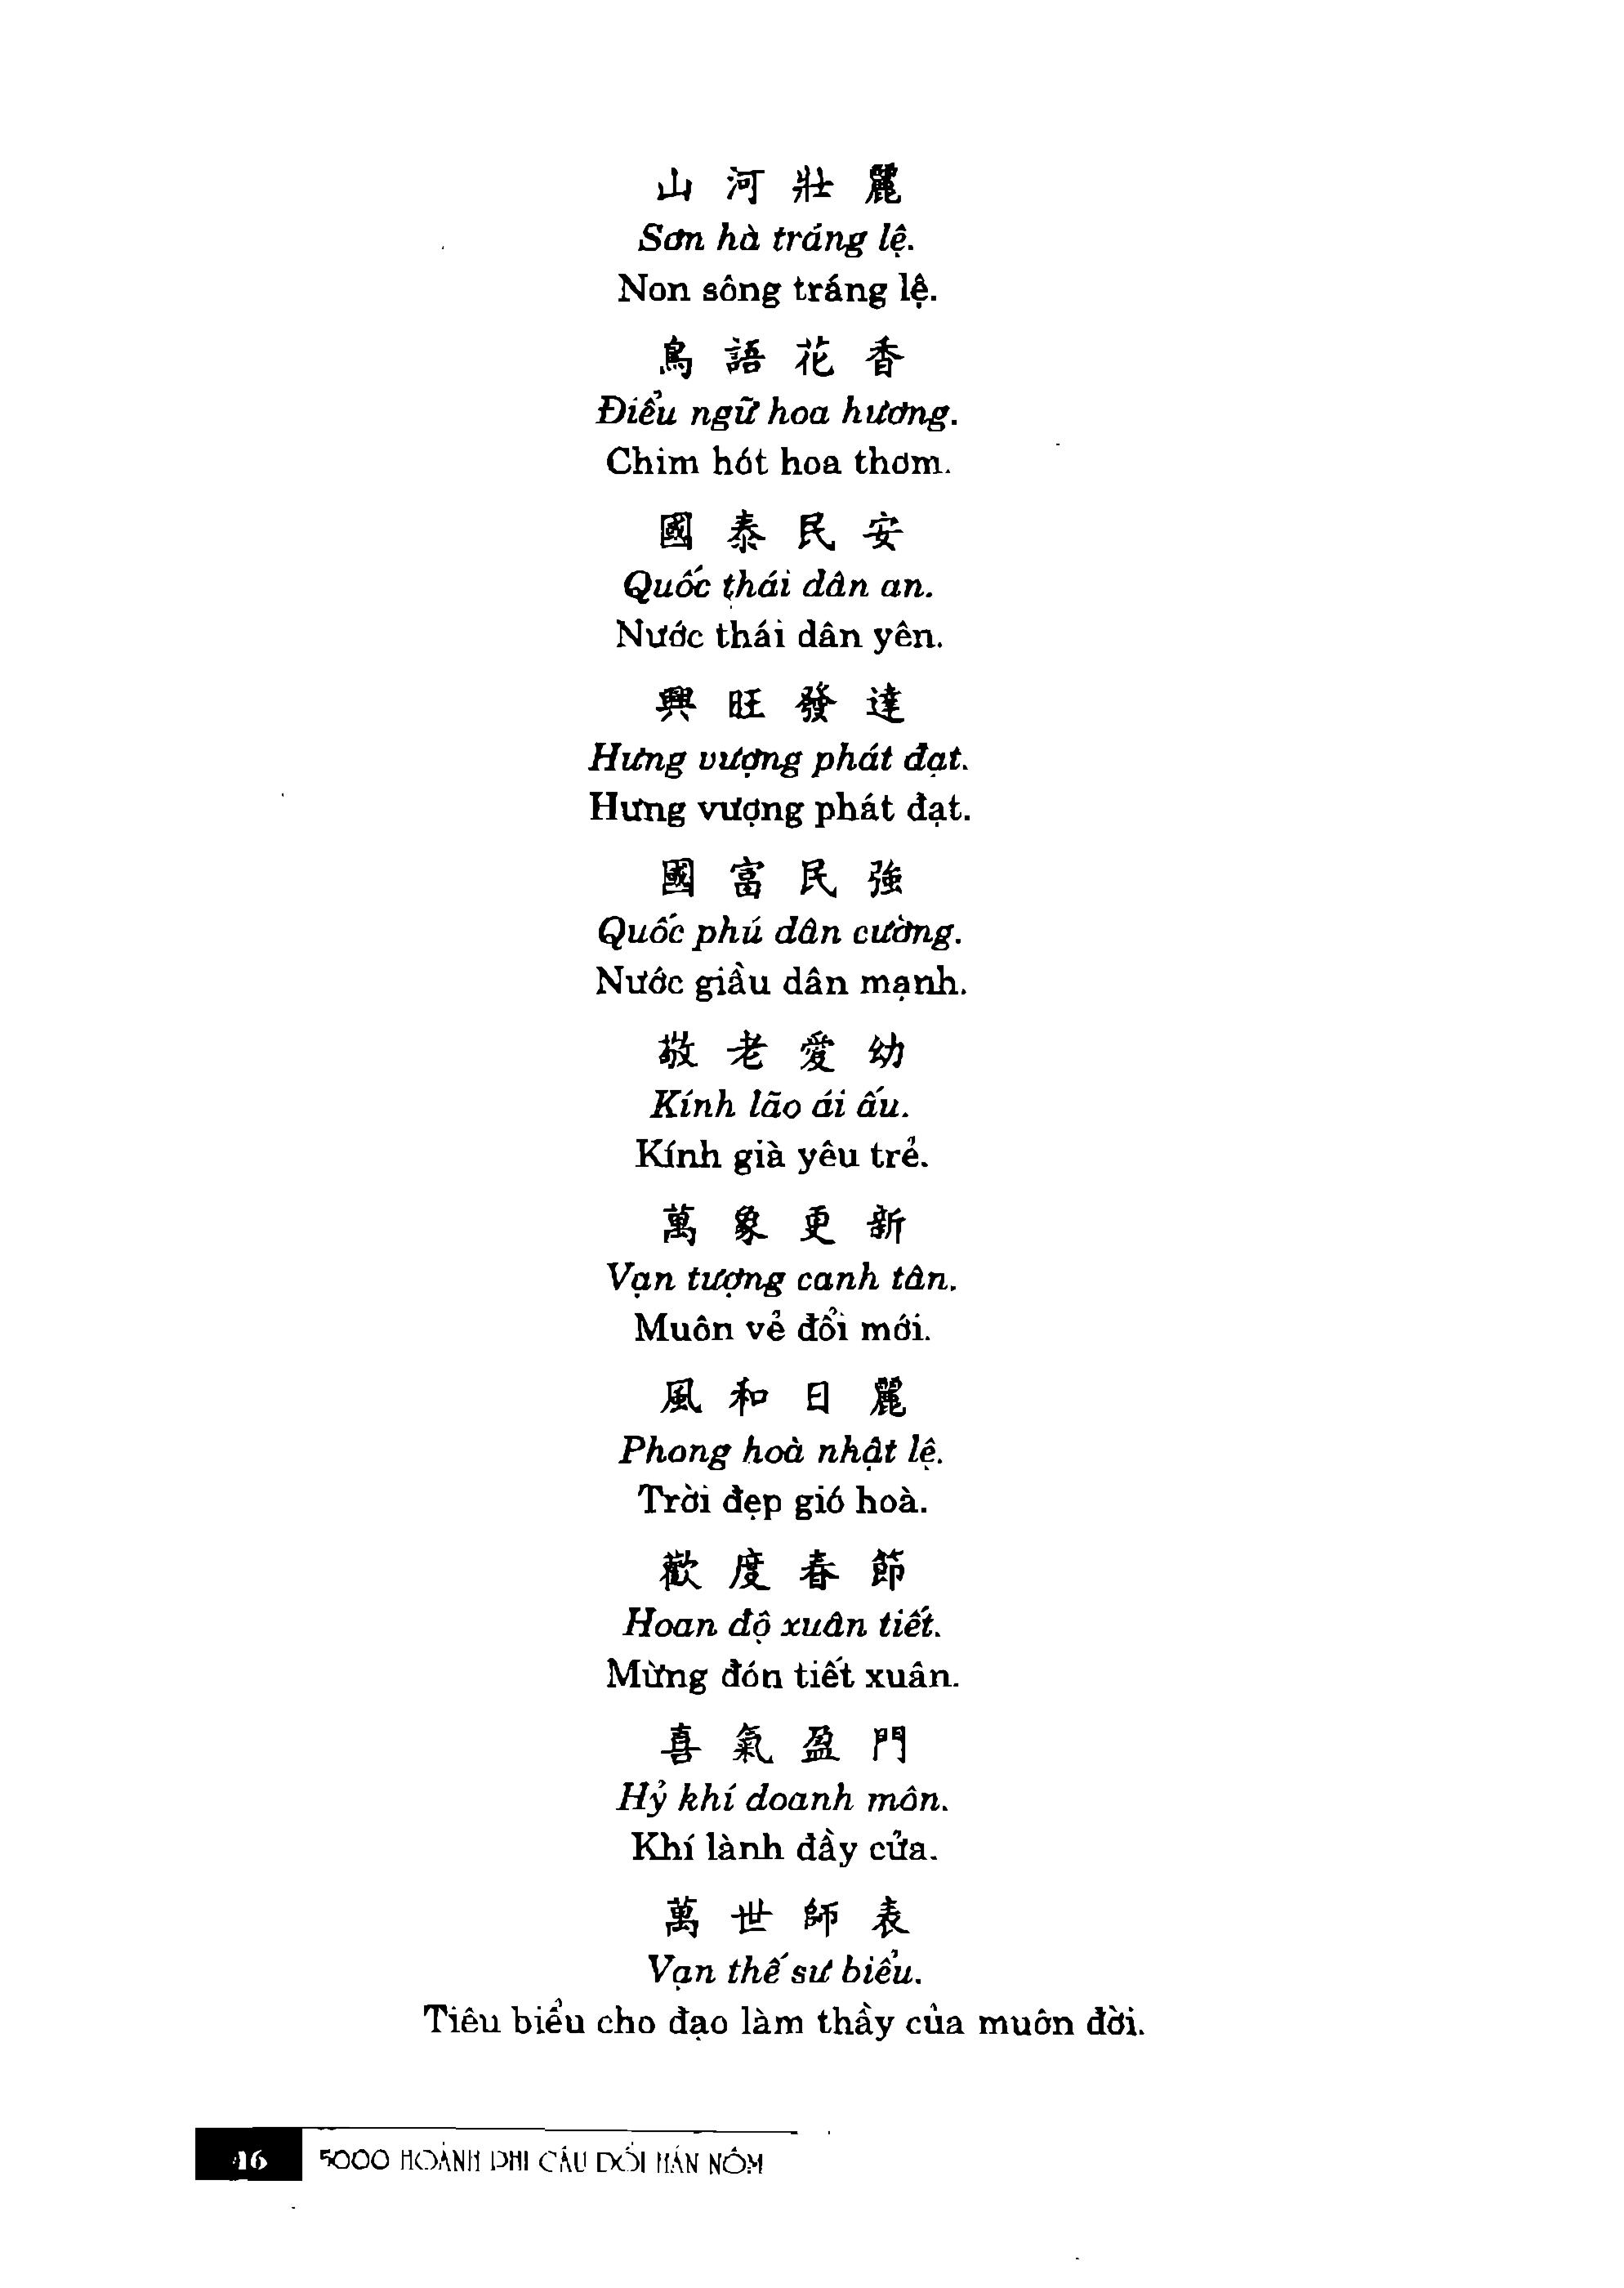 山河壯麗
Sơn hà tráng lệ.
Non sông tráng lệ.
鳥語花香
Điểu ngữ hoa hương.
Chim hót hoa thơm.
國泰民安
Quốc thái dân an.
Nước thái dân yên.
興旺發達
Hưng vượng phát đạt.
Hưng vượng phát đạt.
國富民強
Quốc phú dân cường.
Nước giầu dân mạnh.
敬老愛幼
Kính lão ái ấu.
Kính già yêu trẻ.
萬象更新
Vạn tượng canh tân.
Muôn vẻ đổi mới.
風和日麗
Phong hoà nhật lệ.
Trời đẹp gió hoà.
歡度春節
Hoan độ xuân tiết.
Mừng đón tiết xuân.
喜氣盈門
Hỷ khí doanh môn.
Khí lành đầy cửa.
萬世師表
Vạn thế sư biểu.
Tiêu biểu cho đạo làm thầy của muôn đời.
46 5000 HOÀNH PHI CÂU ĐỐI HÁN NÔM